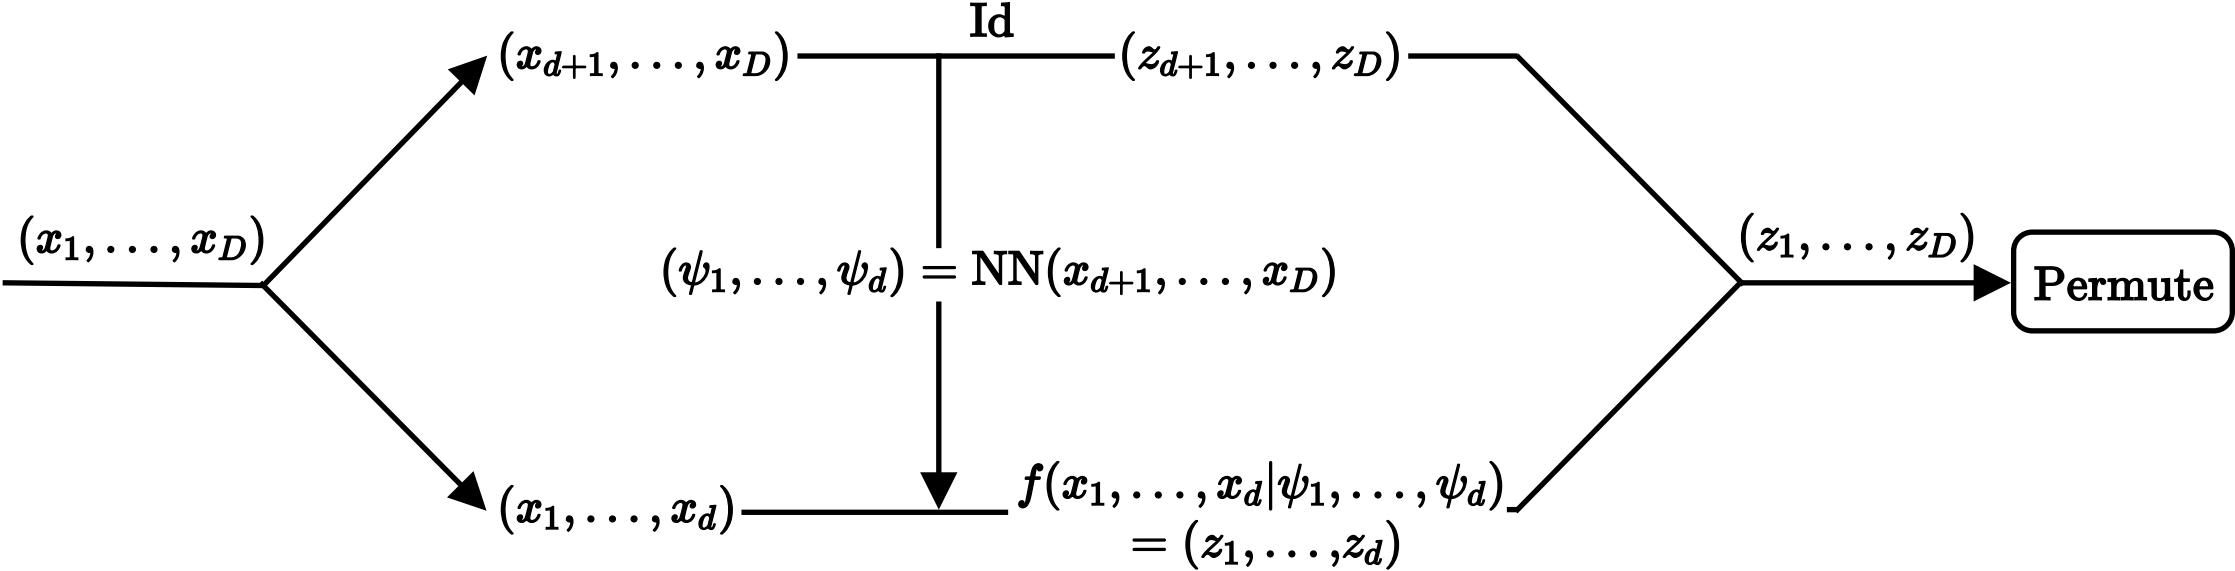 Id
(x_{d+1}, . . . , x_D)
(z_{d+1}, . . . , z_D)
(x_1, . . . , x_D)
(ψ_1, . . . , ψ_d) = NN(x_{d+1}, . . . , x_D)
(z_1, . . . , z_D)
Permute
(x_1, . . . , x_d)
f(x_1, . . . , x_d|ψ_1, . . . , ψ_d)
= (z_1, . . . ,z_d)